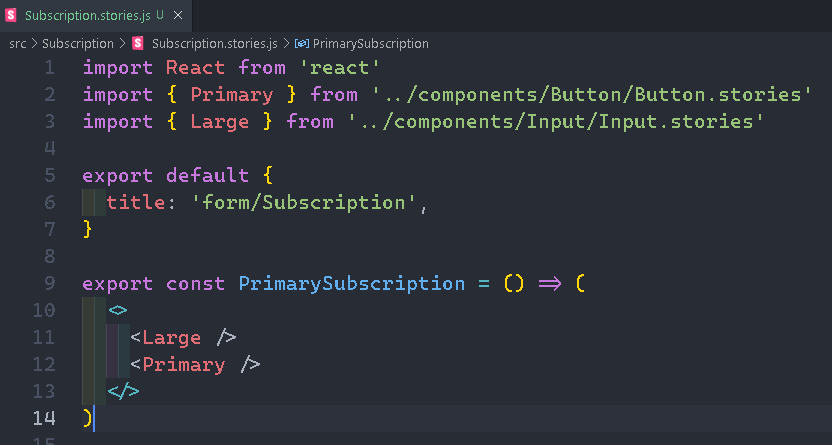 Subscription.stories.js U ×
src > Subscription > Subscription.stories.js > PrimarySubscription
1 import React from 'react'
2 import { Primary } from '../components/Button/Button.stories'
3 import { Large } from '../components/Input/Input.stories'
4
5 export default {
6   title: 'form/Subscription',
7 }
8
9 export const PrimarySubscription = () => (
10   <>
11     <Large />
12     <Primary />
13   </>
14 )
15